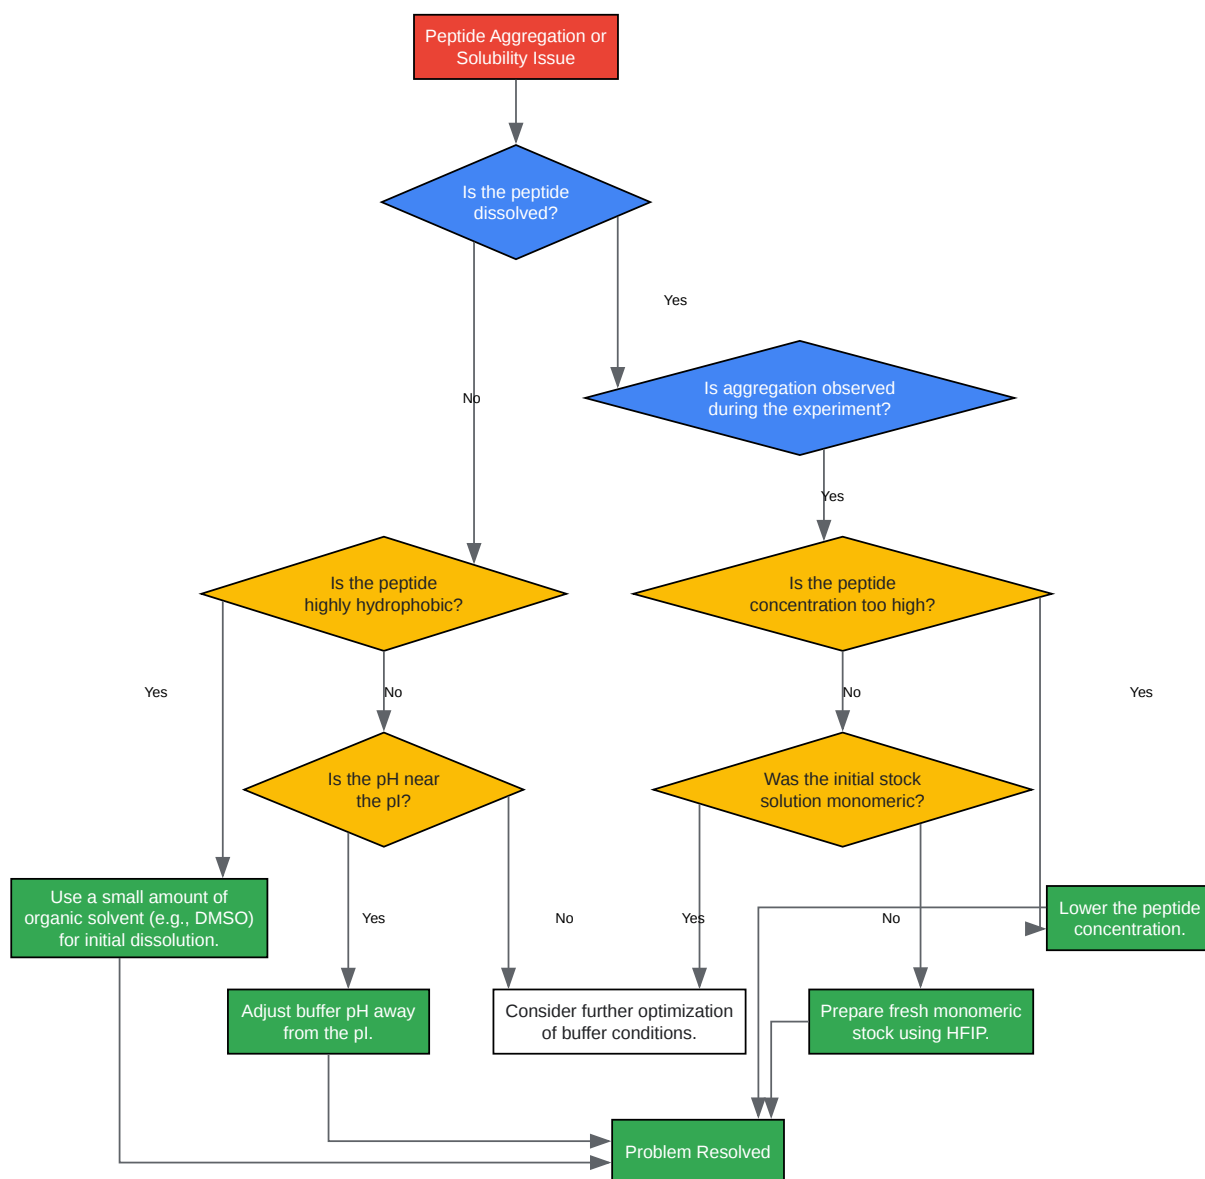 Peptide Aggregation or
Solubility Issue
Is the peptide
dissolved?
Yes
Is aggregation observed
during the experiment?
No
Yes
Is the peptide
highly hydrophobic?
Is the peptide
concentration too high?
Yes
No
No
Yes
Is the pH near
the pI?
Was the initial stock
solution monomeric?
Use a small amount of
organic solvent (e.g., DMSO)
for initial dissolution.
Yes
No
Yes
No
Lower the peptide
concentration.
Adjust buffer pH away
from the pI.
Consider further optimization
of buffer conditions.
Prepare fresh monomeric
stock using HFIP.
Problem Resolved